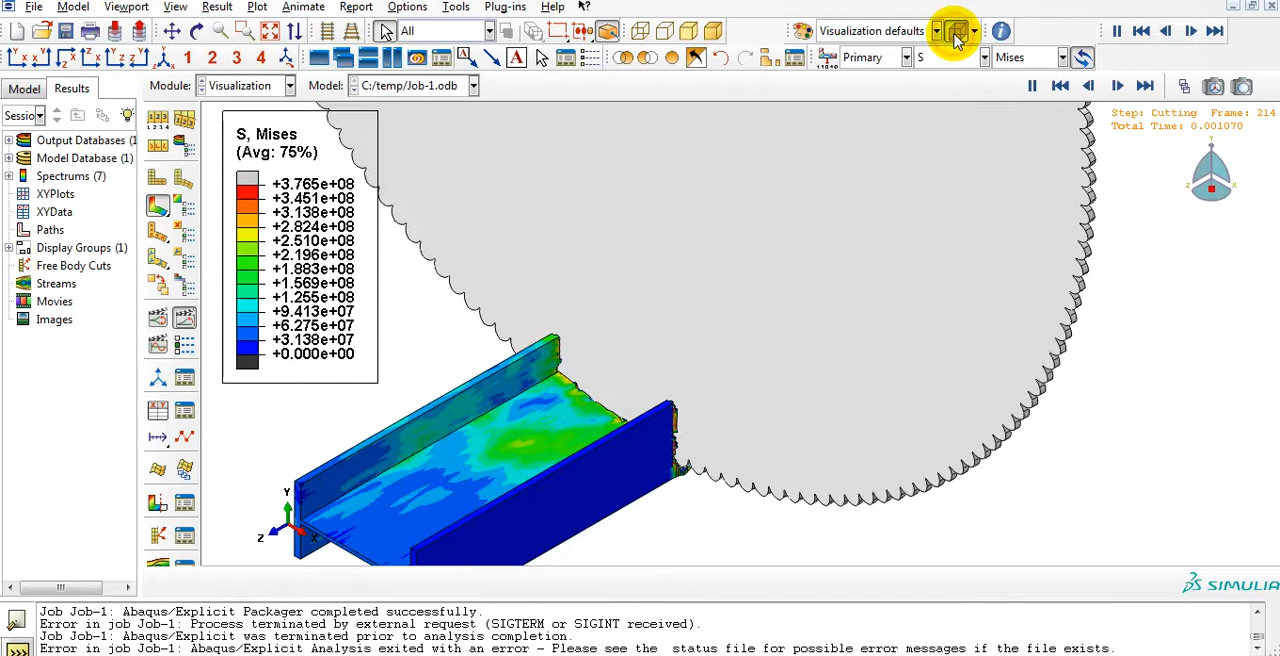 File Model Viewport View Result Plot Animate Report Options Tools Plug-ins Help
All Visualization defaults
1 2 3 4 A Primary S Mises
Model Results Module: Visualization Model: C:/temp/Job-1.odb
Sessio
Output Databases (1
Model Database (1)
Spectrums (7)
XYPlots
XYData
Paths
Display Groups (1)
Free Body Cuts
Streams
Movies
Images
S, Mises
(Avg: 75%)
+3.765e+08
+3.451e+08
+3.138e+08
+2.824e+08
+2.510e+08
+2.196e+08
+1.883e+08
+1.569e+08
+1.255e+08
+9.413e+07
+6.275e+07
+3.138e+07
+0.000e+00
Step: Cutting Frame: 214
Total Time: 0.001070
Y
Z X
Y
Z X
SIMULIA
Job Job-1: Abaqus/Explicit Packager completed successfully.
Error in job Job-1: Process terminated by external request (SIGTERM or SIGINT received).
Job Job-1: Abaqus/Explicit was terminated prior to analysis completion.
Error in job Job-1: Abaqus/Explicit Analysis exited with an error - Please see the status file for possible error messages if the file exists.